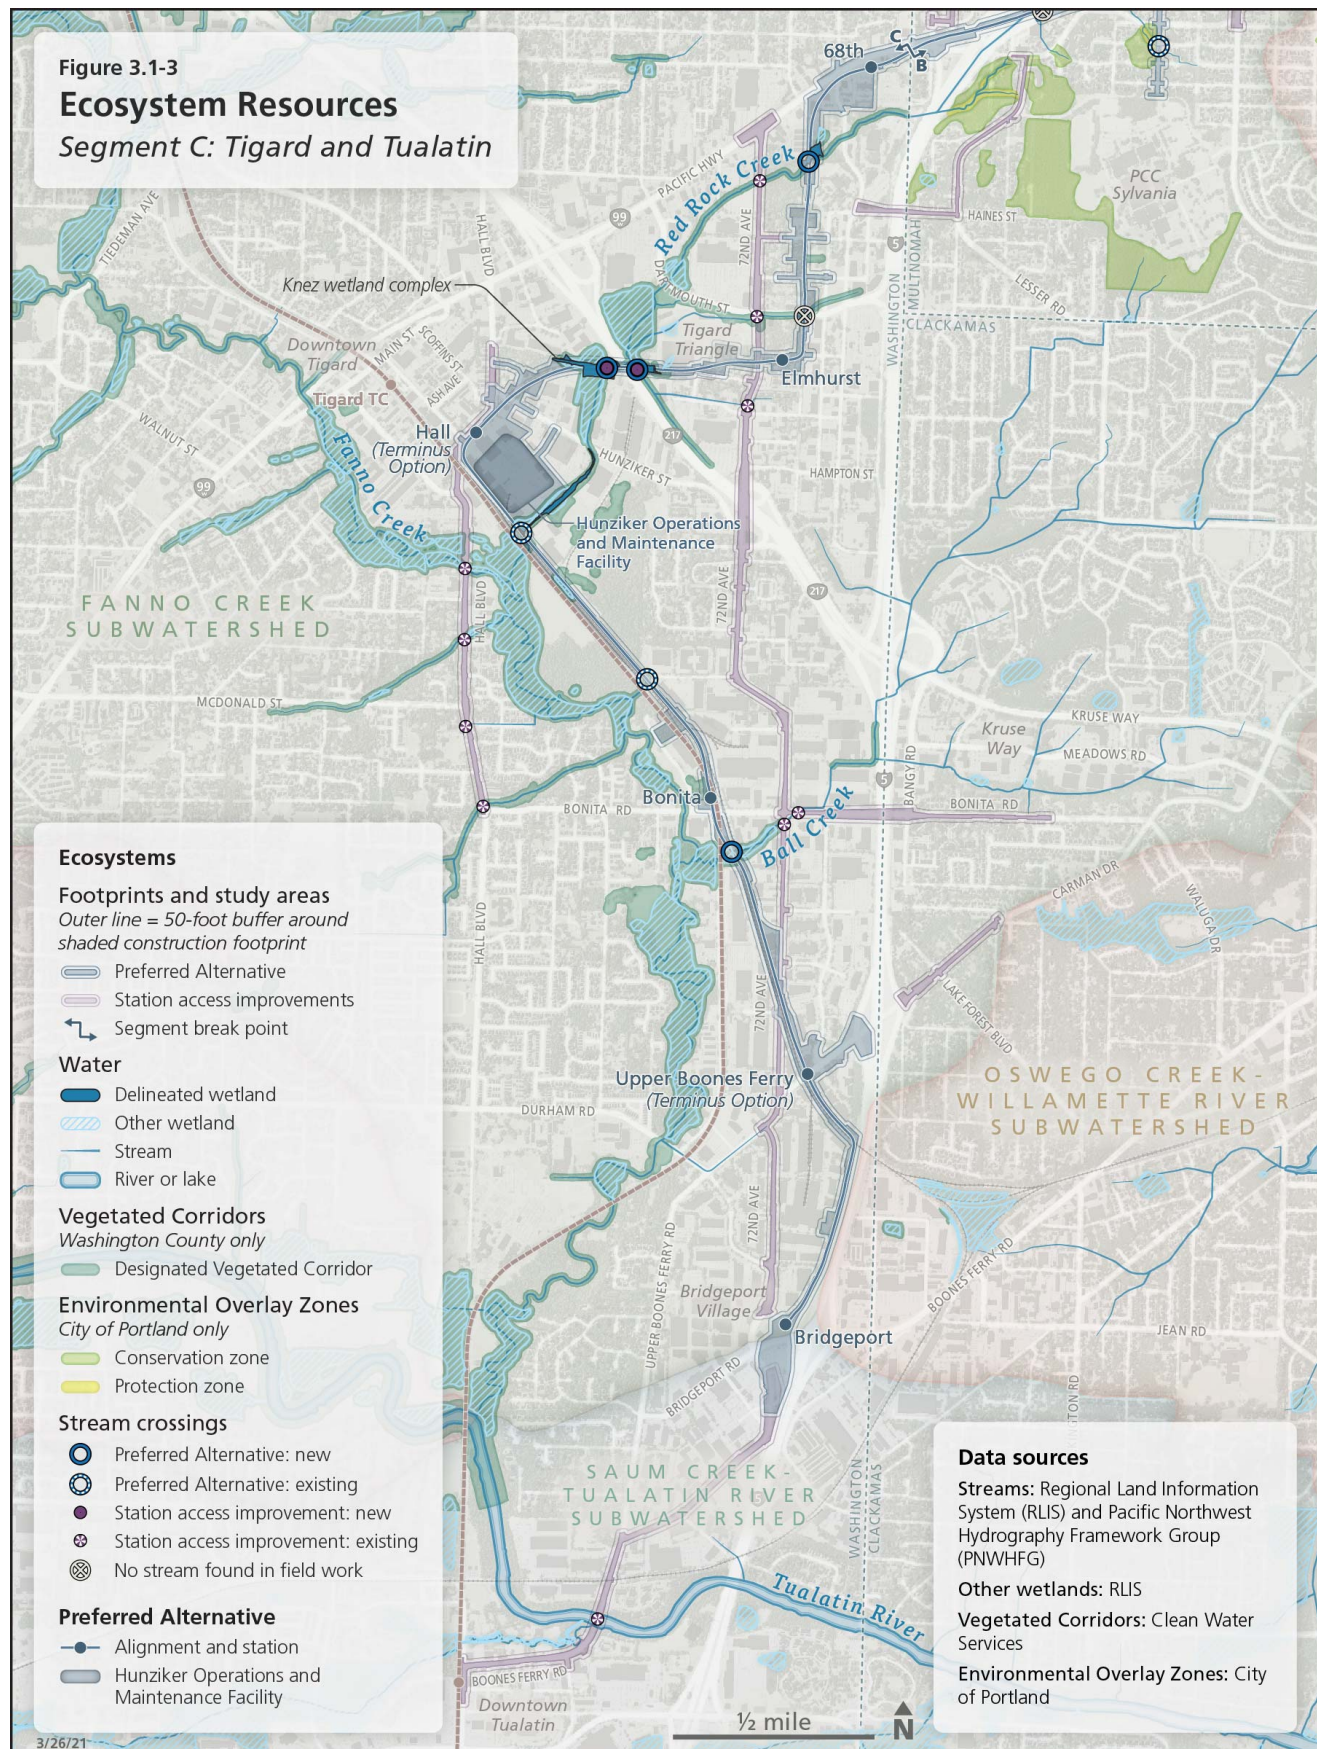 Figure 3.1-3
Ecosystem Resources
Segment C: Tigard and Tualatin
68th
C
B
PACIFIC HWY
Red Rock Creek
99
W
72ND AVE
PCC
Sylvania
HAINES ST
TIEDEMAN AVE
HALL BLVD
5
WASHINGTON
MULTNOMAH
CLACKAMAS
LESSER RD
Knez wetland complex
DARTMOUTH ST
Tigard
Triangle
Elmhurst
Downtown
Tigard
MAIN ST
SCOFFINS ST
ASH AVE
Tigard TC
WALNUT ST
Hall
(Terminus
Option)
217
HUNZIKER ST
HAMPTON ST
99
W
Fanno Creek
Hunziker Operations
and Maintenance
Facility
72ND AVE
217
FANNO CREEK
SUBWATERSHED
HALL BLVD
MCDONALD ST
Kruse
Way
KRUSE WAY
MEADOWS RD
5
BANGY RD
Bonita
BONITA RD
BONITA RD
Ball Creek
CARMAN DR
WALUGA DR
HALL BLVD
72ND AVE
LAKE FOREST BLVD
Upper Boones Ferry
(Terminus Option)
DURHAM RD
OSWEGO CREEK-
WILLAMETTE RIVER
SUBWATERSHED
72ND AVE
UPPER BOONES FERRY RD
BOONES FERRY RD
Bridgeport
Village
Bridgeport
JEAN RD
BRIDGEPORT RD
SAUM CREEK-
TUALATIN RIVER
SUBWATERSHED
WASHINGTON
CLACKAMAS
Tualatin River
BOONES FERRY RD
Downtown
Tualatin
½ mile
N
Ecosystems
Footprints and study areas
Outer line = 50-foot buffer around
shaded construction footprint
Preferred Alternative
Station access improvements
Segment break point
Water
Delineated wetland
Other wetland
Stream
River or lake
Vegetated Corridors
Washington County only
Designated Vegetated Corridor
Environmental Overlay Zones
City of Portland only
Conservation zone
Protection zone
Stream crossings
Preferred Alternative: new
Preferred Alternative: existing
Station access improvement: new
Station access improvement: existing
No stream found in field work
Preferred Alternative
Alignment and station
Hunziker Operations and
Maintenance Facility
3/26/21
Data sources
Streams: Regional Land Information
System (RLIS) and Pacific Northwest
Hydrography Framework Group
(PNWHFG)
Other wetlands: RLIS
Vegetated Corridors: Clean Water
Services
Environmental Overlay Zones: City
of Portland